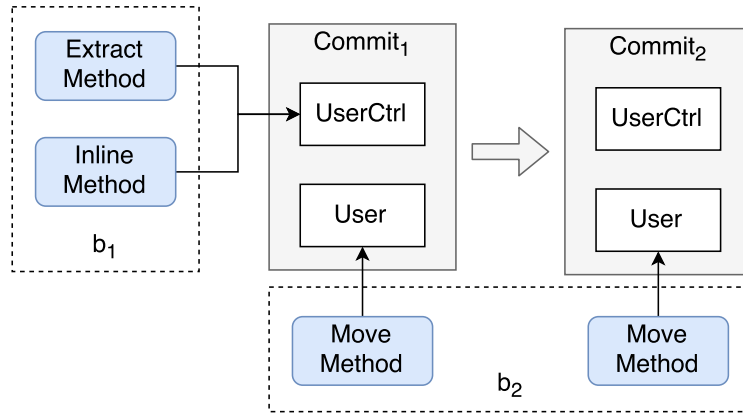 Extract
Method
Inline
Method
b₁
Commit₁
UserCtrl
User
Commit₂
UserCtrl
User
Move
Method
Move
Method
b₂